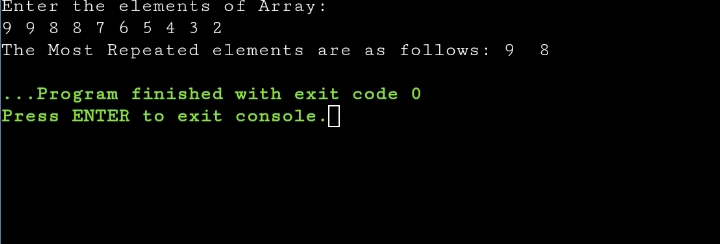 Enter the elements of Array:
9 9 8 8 7 6 5 4 3 2
The Most Repeated elements are as follows: 9  8
...Program finished with exit code 0
Press ENTER to exit console.